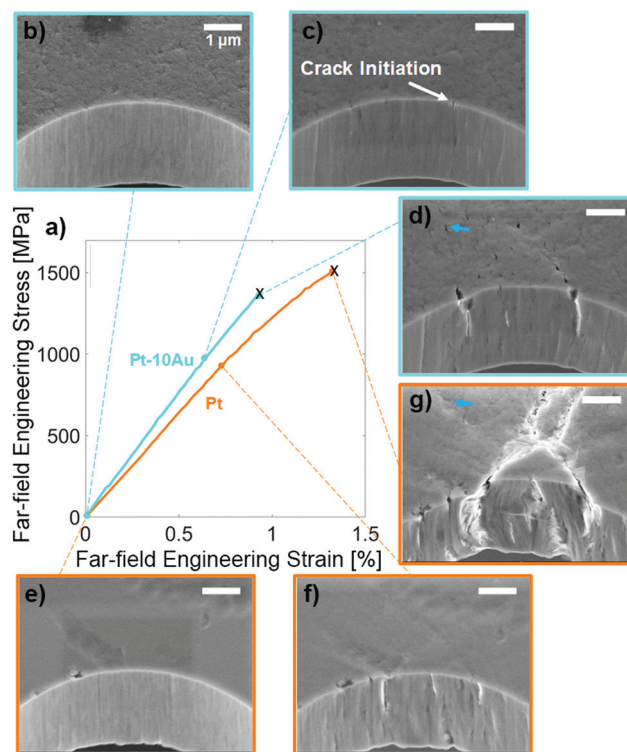 b)
1 µm
c)
Crack Initiation
a)
Far-field Engineering Stress [MPa]
1500
1000
500
0
Pt-10Au
Pt
X
X
0
0.5
1
1.5
Far-field Engineering Strain [%]
d)
g)
e)
f)